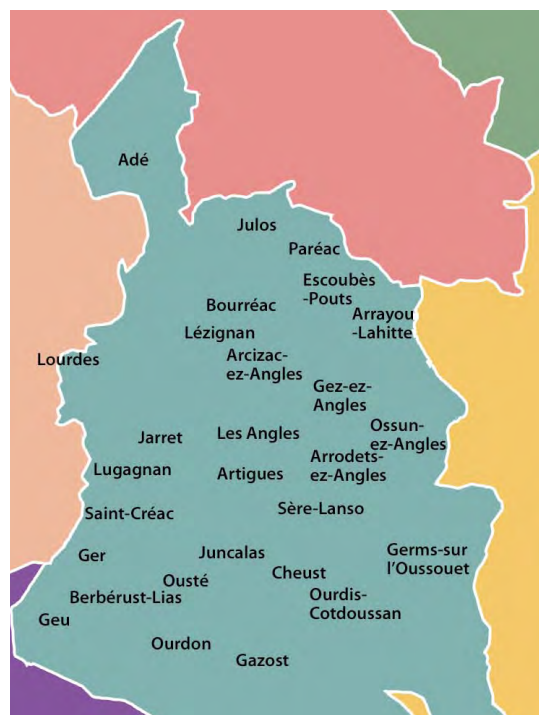 Adé
Julos
Paréac
Escoubès
-Pouts
Bourréac
Arrayou
-Lahitte
Lézignan
Lourdes
Arcizac-
ez-Angles
Gez-ez-
Angles
Ossun-
ez-Angles
Jarret
Les Angles
Arrodets-
ez-Angles
Lugagnan
Artigues
Saint-Créac
Sère-Lanso
Ger
Juncalas
Germs-sur
l'Oussouet
Ousté
Cheust
Berbérust-Lias
Ourdis-
Cotdoussan
Geu
Ourdon
Gazost